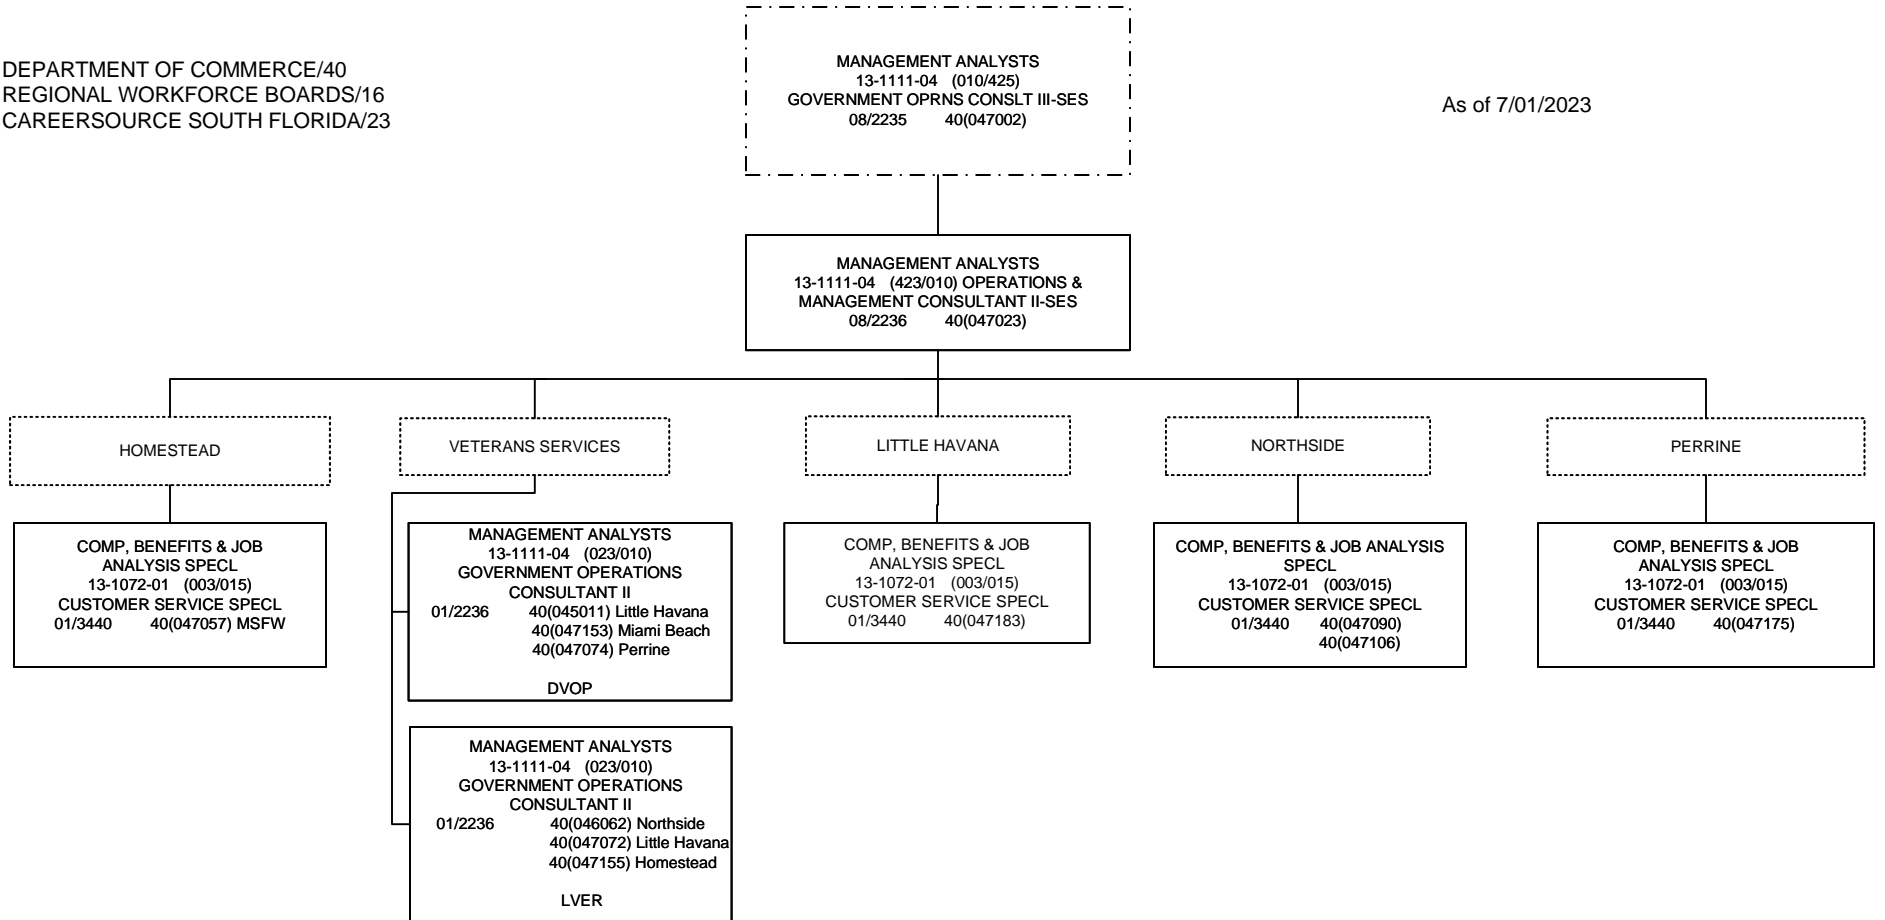 DEPARTMENT OF COMMERCE/40
REGIONAL WORKFORCE BOARDS/16
CAREERSOURCE SOUTH FLORIDA/23
MANAGEMENT ANALYSTS
13-1111-04 (010/425)
GOVERNMENT OPRNS CONSLT III-SES
08/2235 40(047002)
As of 7/01/2023
MANAGEMENT ANALYSTS
13-1111-04 (423/010) OPERATIONS &
MANAGEMENT CONSULTANT II-SES
08/2236 40(047023)
HOMESTEAD
VETERANS SERVICES
LITTLE HAVANA
NORTHSIDE
PERRINE
COMP, BENEFITS & JOB
ANALYSIS SPECL
13-1072-01 (003/015)
CUSTOMER SERVICE SPECL
01/3440 40(047057) MSFW
MANAGEMENT ANALYSTS
13-1111-04 (023/010)
GOVERNMENT OPERATIONS
CONSULTANT II
01/2236 40(045011) Little Havana
40(047153) Miami Beach
40(047074) Perrine
DVOP
MANAGEMENT ANALYSTS
13-1111-04 (023/010)
GOVERNMENT OPERATIONS
CONSULTANT II
01/2236 40(046062) Northside
40(047072) Little Havana
40(047155) Homestead
LVER
COMP, BENEFITS & JOB
ANALYSIS SPECL
13-1072-01 (003/015)
CUSTOMER SERVICE SPECL
01/3440 40(047183)
COMP, BENEFITS & JOB ANALYSIS
SPECL
13-1072-01 (003/015)
CUSTOMER SERVICE SPECL
01/3440 40(047090)
40(047106)
COMP, BENEFITS & JOB
ANALYSIS SPECL
13-1072-01 (003/015)
CUSTOMER SERVICE SPECL
01/3440 40(047175)